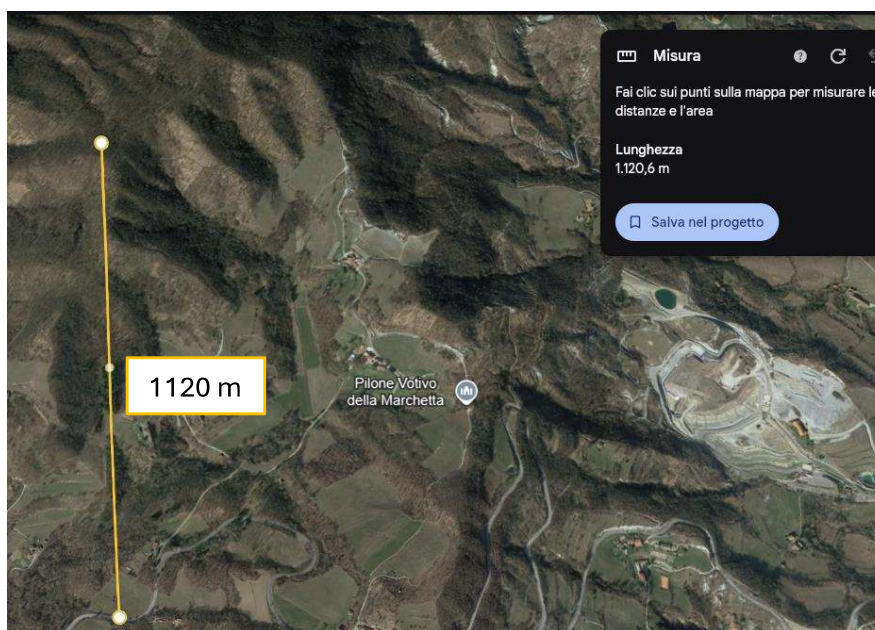 Misura
Fai clic sui punti sulla mappa per misurare le
distanze e l'area
Lunghezza
1.120,6 m
Salva nel progetto
1120 m
Pilone Votivo
della Marchetta